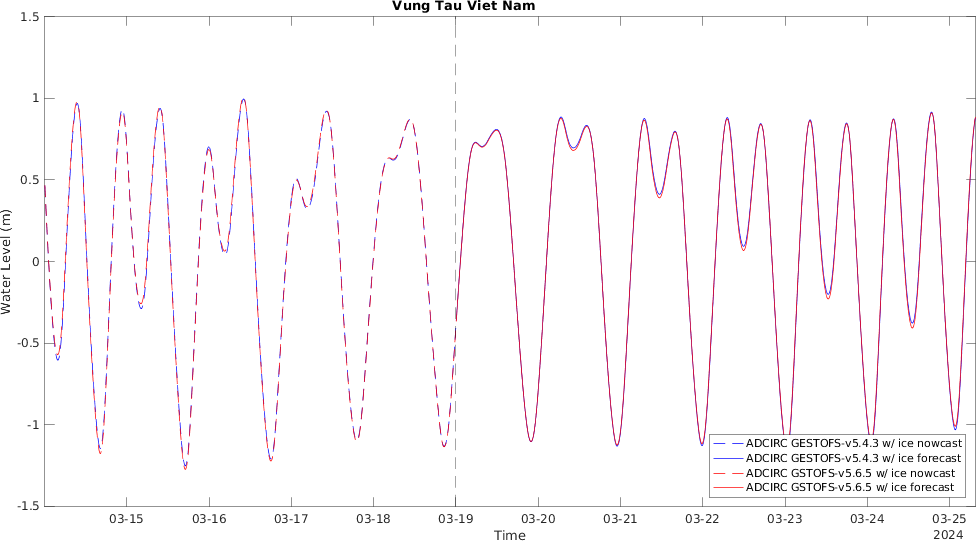 Vung Tau Viet Nam
1.5
1
0.5
0
-0.5
-1
-1.5
Water Level (m)
ADCIRC GESTOFS-v5.4.3 w/ ice nowcast
ADCIRC GESTOFS-v5.4.3 w/ ice forecast
ADCIRC GSTOFS-v5.6.5 w/ ice nowcast
ADCIRC GSTOFS-v5.6.5 w/ ice forecast
03-15 03-16 03-17 03-18 03-19 03-20 03-21 03-22 03-23 03-24 03-25
2024
Time